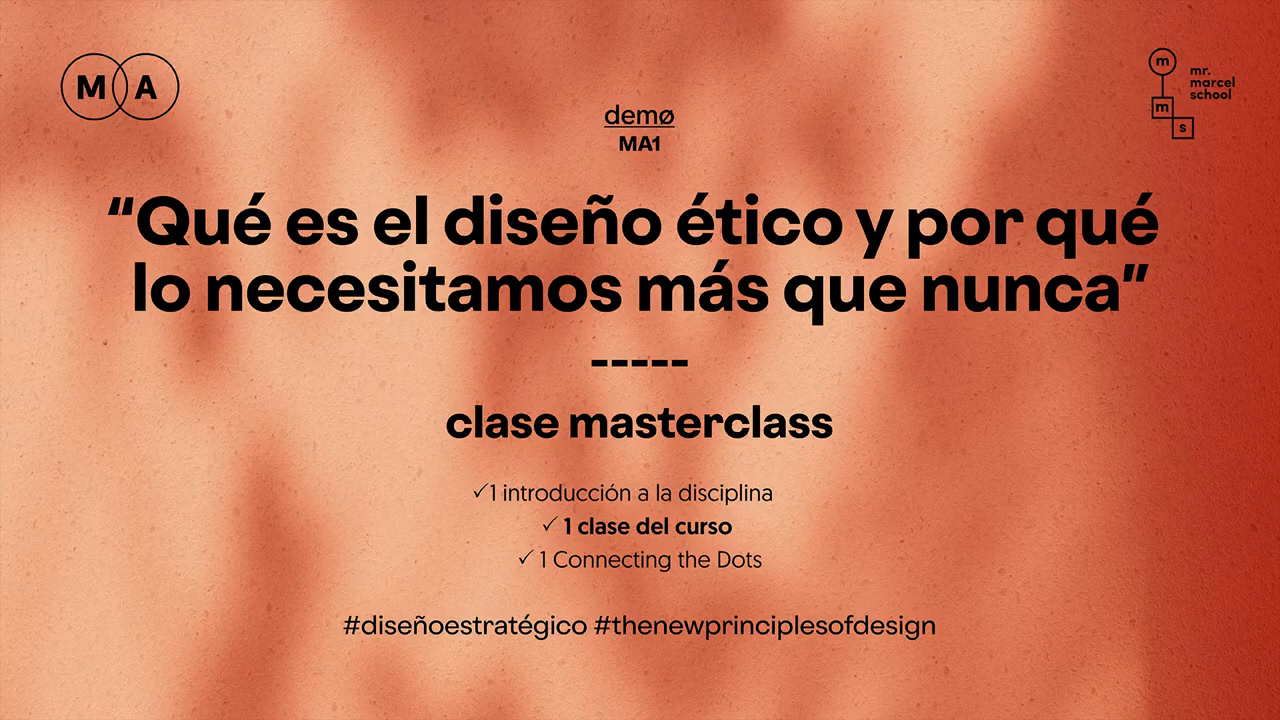 M A
m
m
s
mr.
marcel
school
demø
MA1
“Qué es el diseño ético y por qué
lo necesitamos más que nunca”
-----
clase masterclass
✓1 introducción a la disciplina
✓ 1 clase del curso
✓ 1 Connecting the Dots
#diseñoestratégico #thenewprinciplesofdesign